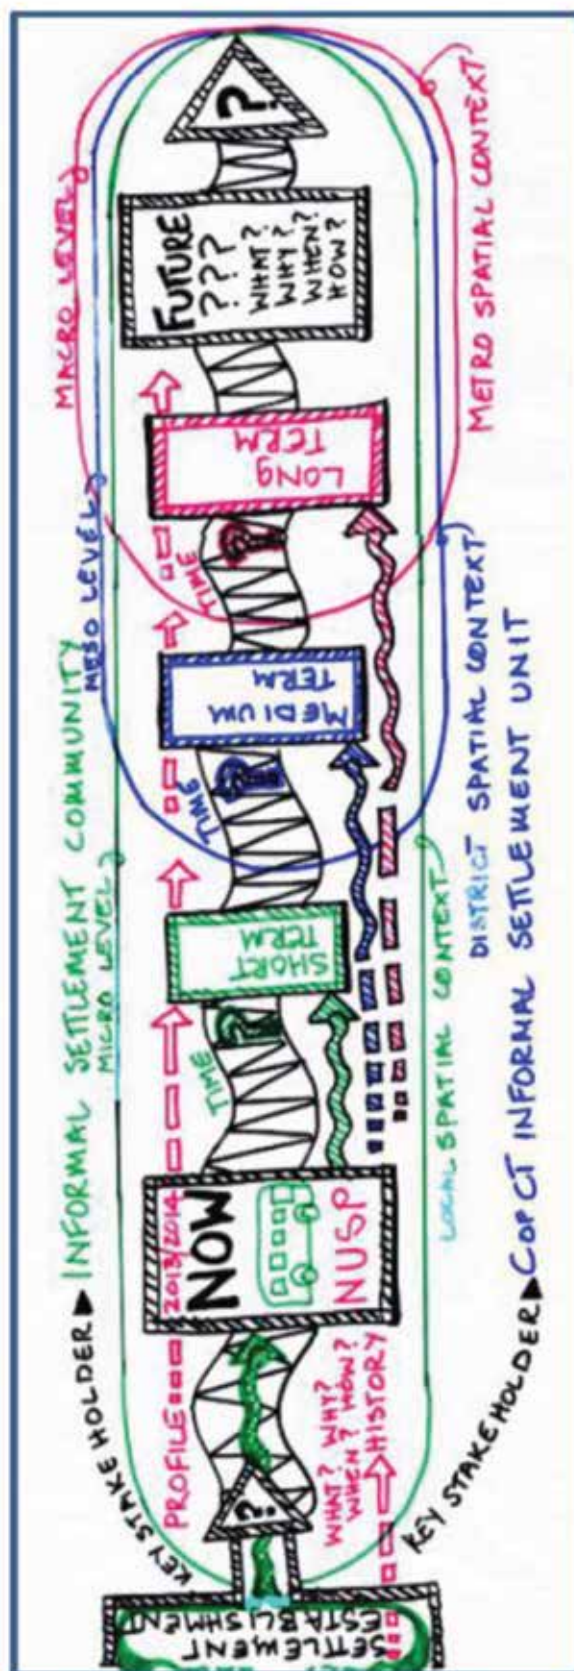 SETTLEMENT
ESTABLISHMENT
?
KEY STAKEHOLDER ▶ INFORMAL SETTLEMENT COMMUNITY
KEY STAKEHOLDER ▶ COPCT INFORMAL SETTLEMENT UNIT
PROFILE
2013/2014
WHAT? WHY?
WHEN? HOW?
HISTORY
NOW
NUSP
TIME
SHORT
TERM
TIME
MEDIUM
TERM
TIME
LONG
TERM
FUTURE
???
WHAT?
WHY?
WHEN?
HOW?
?
MICRO LEVEL
MESO LEVEL
MACRO LEVEL
LOCAL SPATIAL CONTEXT
DISTRICT SPATIAL CONTEXT
METRO SPATIAL CONTEXT